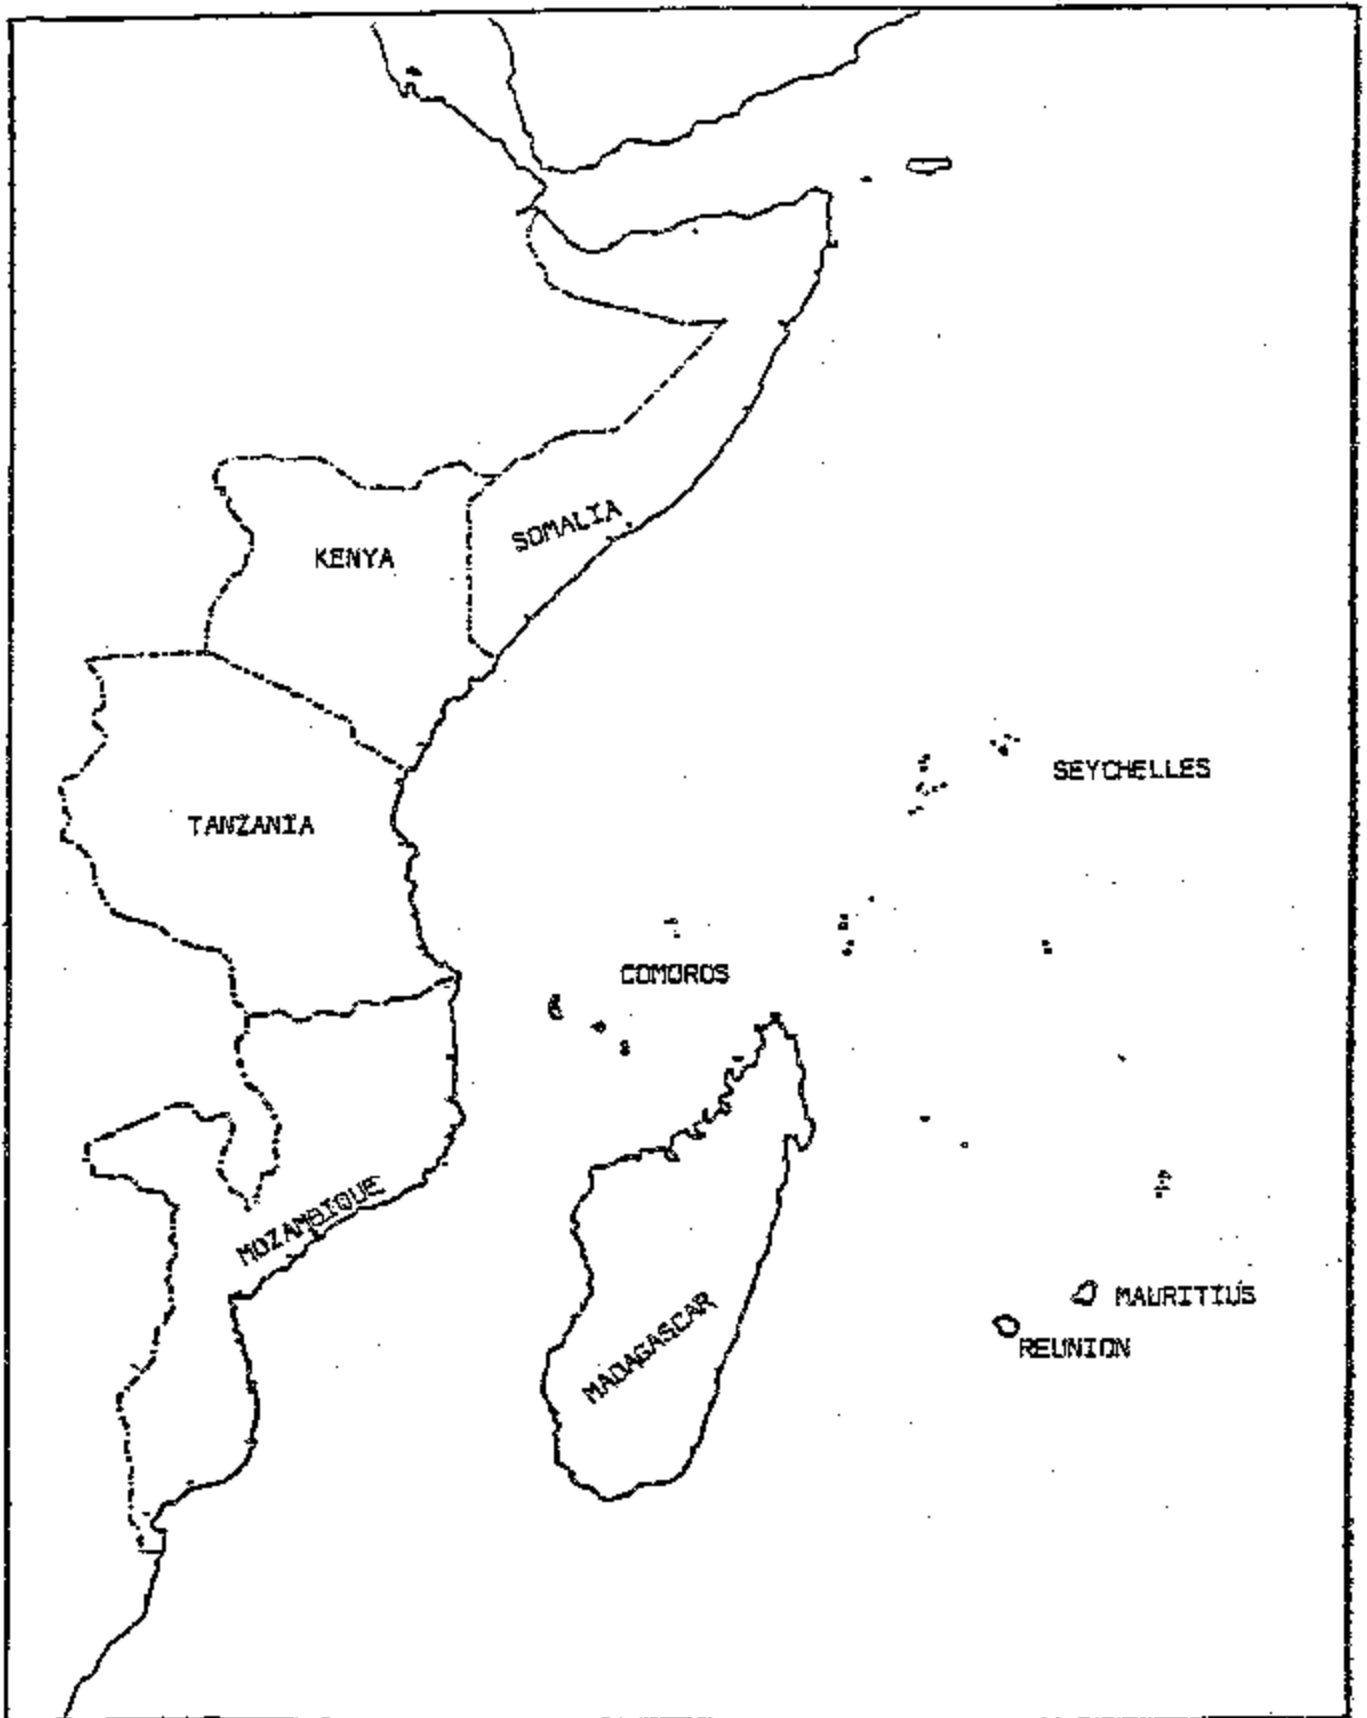 SOMALIA
KENYA
SEYCHELLES
TANZANIA
COMOROS
MOZAMBIQUE
MAURITIUS
MADAGASCAR
REUNION